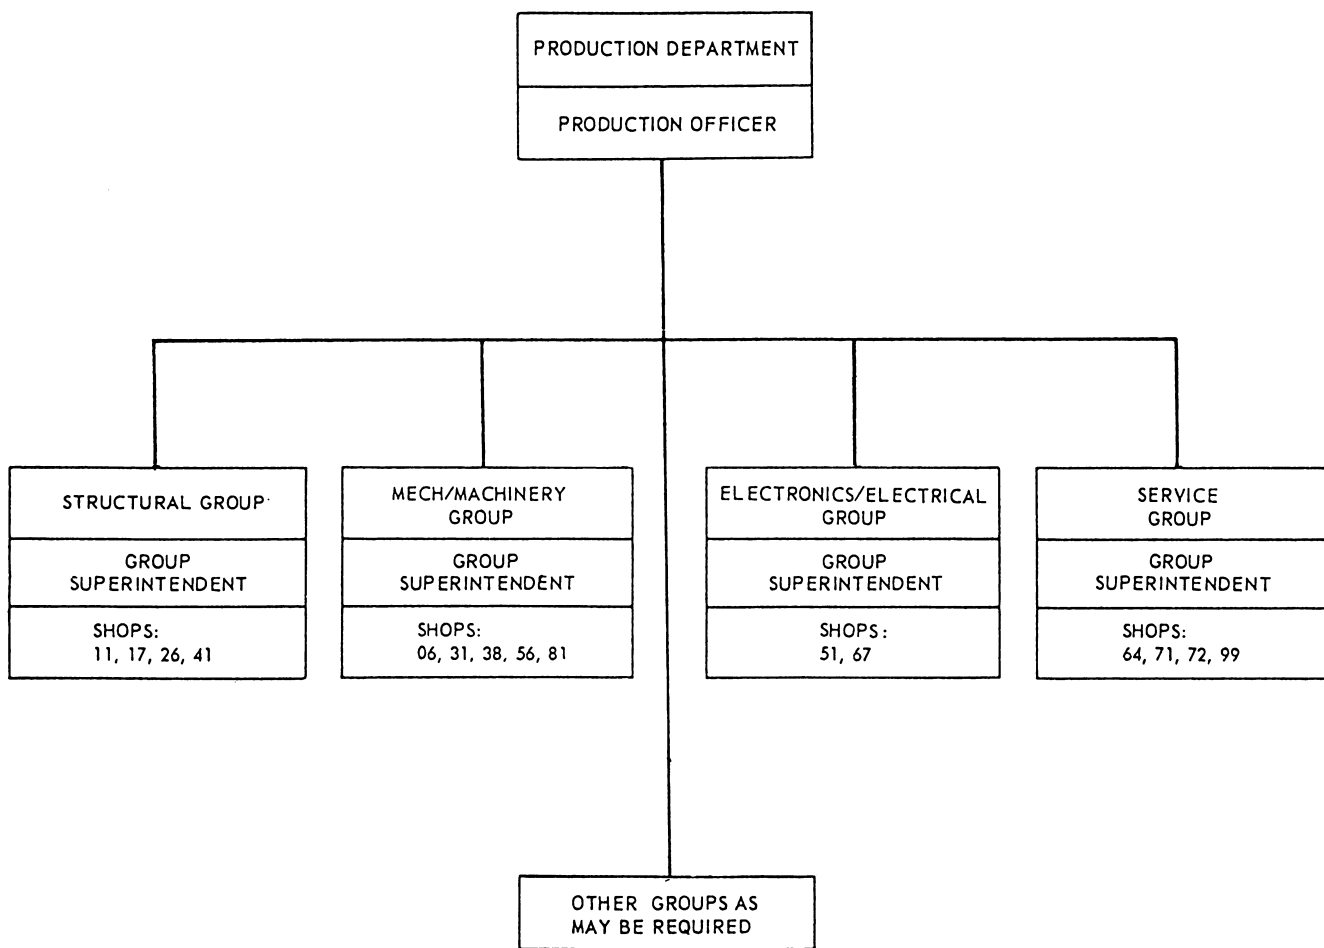 PRODUCTION DEPARTMENT
PRODUCTION OFFICER
STRUCTURAL GROUP
GROUP
SUPERINTENDENT
SHOPS:
11, 17, 26, 41
MECH/MACHINERY
GROUP
GROUP
SUPERINTENDENT
SHOPS:
06, 31, 38, 56, 81
ELECTRONICS/ELECTRICAL
GROUP
GROUP
SUPERINTENDENT
SHOPS:
51, 67
SERVICE
GROUP
GROUP
SUPERINTENDENT
SHOPS:
64, 71, 72, 99
OTHER GROUPS AS
MAY BE REQUIRED